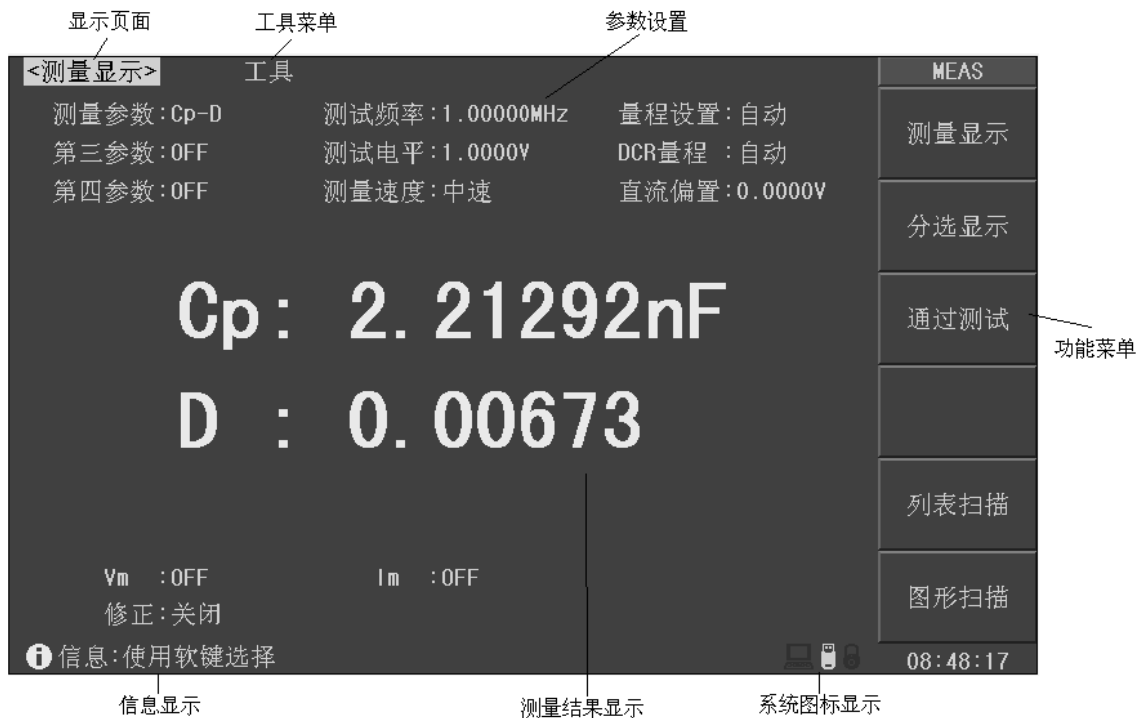 显示页面 工具菜单 参数设置
<测量显示> 工具 MEAS
测量参数:Cp-D 测试频率:1.00000MHz 量程设置:自动
测量显示
第三参数:OFF 测试电平:1.0000V DCR量程 :自动
第四参数:OFF 测量速度:中速 直流偏置:0.0000V
分选显示
Cp: 2.21292nF
通过测试
功能菜单
D : 0.00673
列表扫描
Vm :OFF Im :OFF
图形扫描
修正:关闭
信息:使用软键选择 08:48:17
信息显示 测量结果显示 系统图标显示